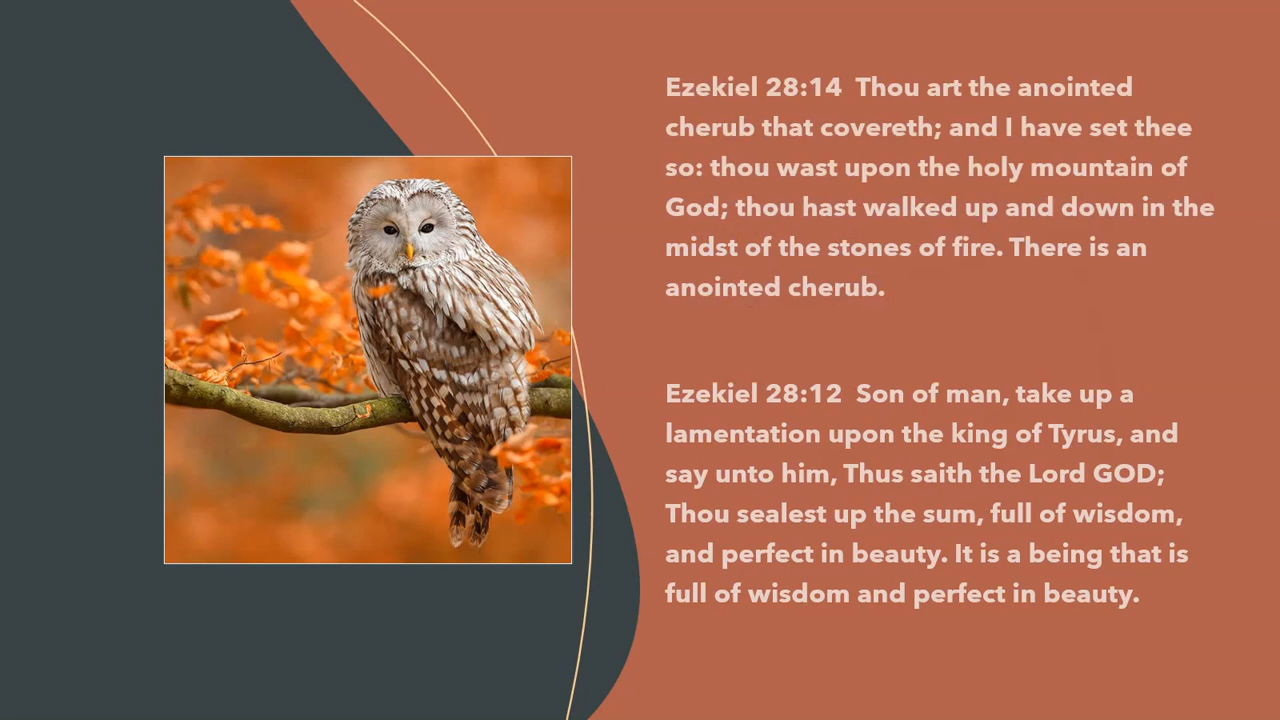 Ezekiel 28:14  Thou art the anointed
cherub that covereth; and I have set thee
so: thou wast upon the holy mountain of
God; thou hast walked up and down in the
midst of the stones of fire. There is an
anointed cherub.
Ezekiel 28:12  Son of man, take up a
lamentation upon the king of Tyrus, and
say unto him, Thus saith the Lord GOD;
Thou sealest up the sum, full of wisdom,
and perfect in beauty. It is a being that is
full of wisdom and perfect in beauty.